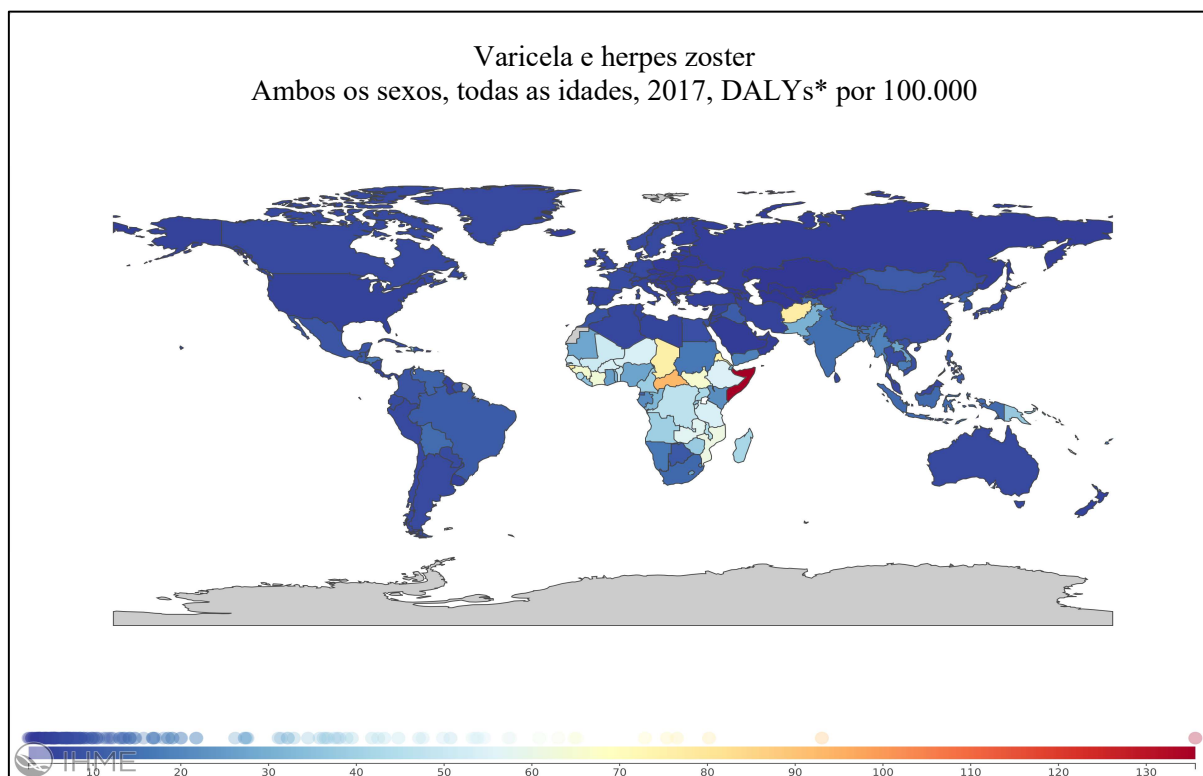 Varicela e herpes zoster
Ambos os sexos, todas as idades, 2017, DALYs* por 100.000
IHME
10 20 30 40 50 60 70 80 90 100 110 120 130